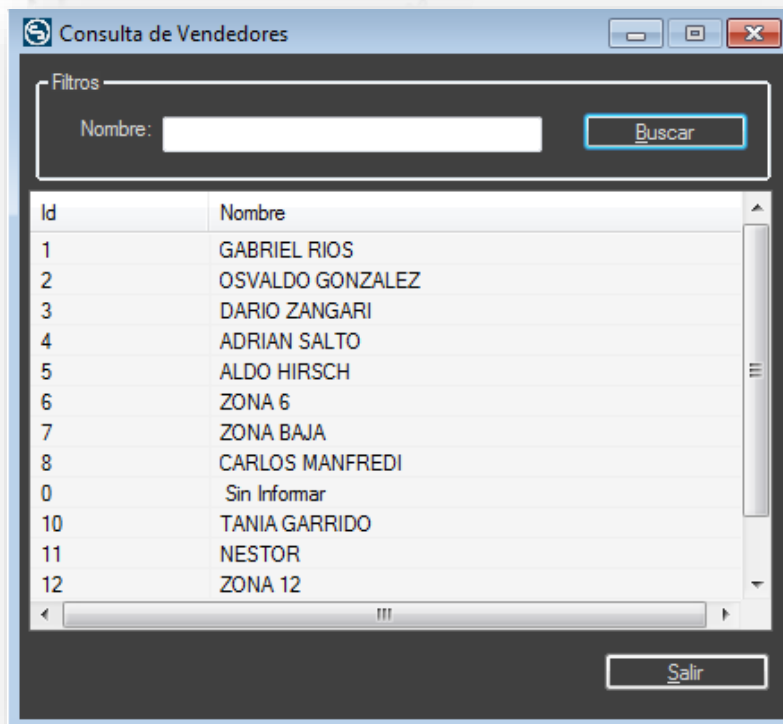 Consulta de Vendedores
Filtros
Nombre: Buscar
Id Nombre
1 GABRIEL RIOS
2 OSVALDO GONZALEZ
3 DARIO ZANGARI
4 ADRIAN SALTO
5 ALDO HIRSCH
6 ZONA 6
7 ZONA BAJA
8 CARLOS MANFREDI
0 Sin Informar
10 TANIA GARRIDO
11 NESTOR
12 ZONA 12
Salir